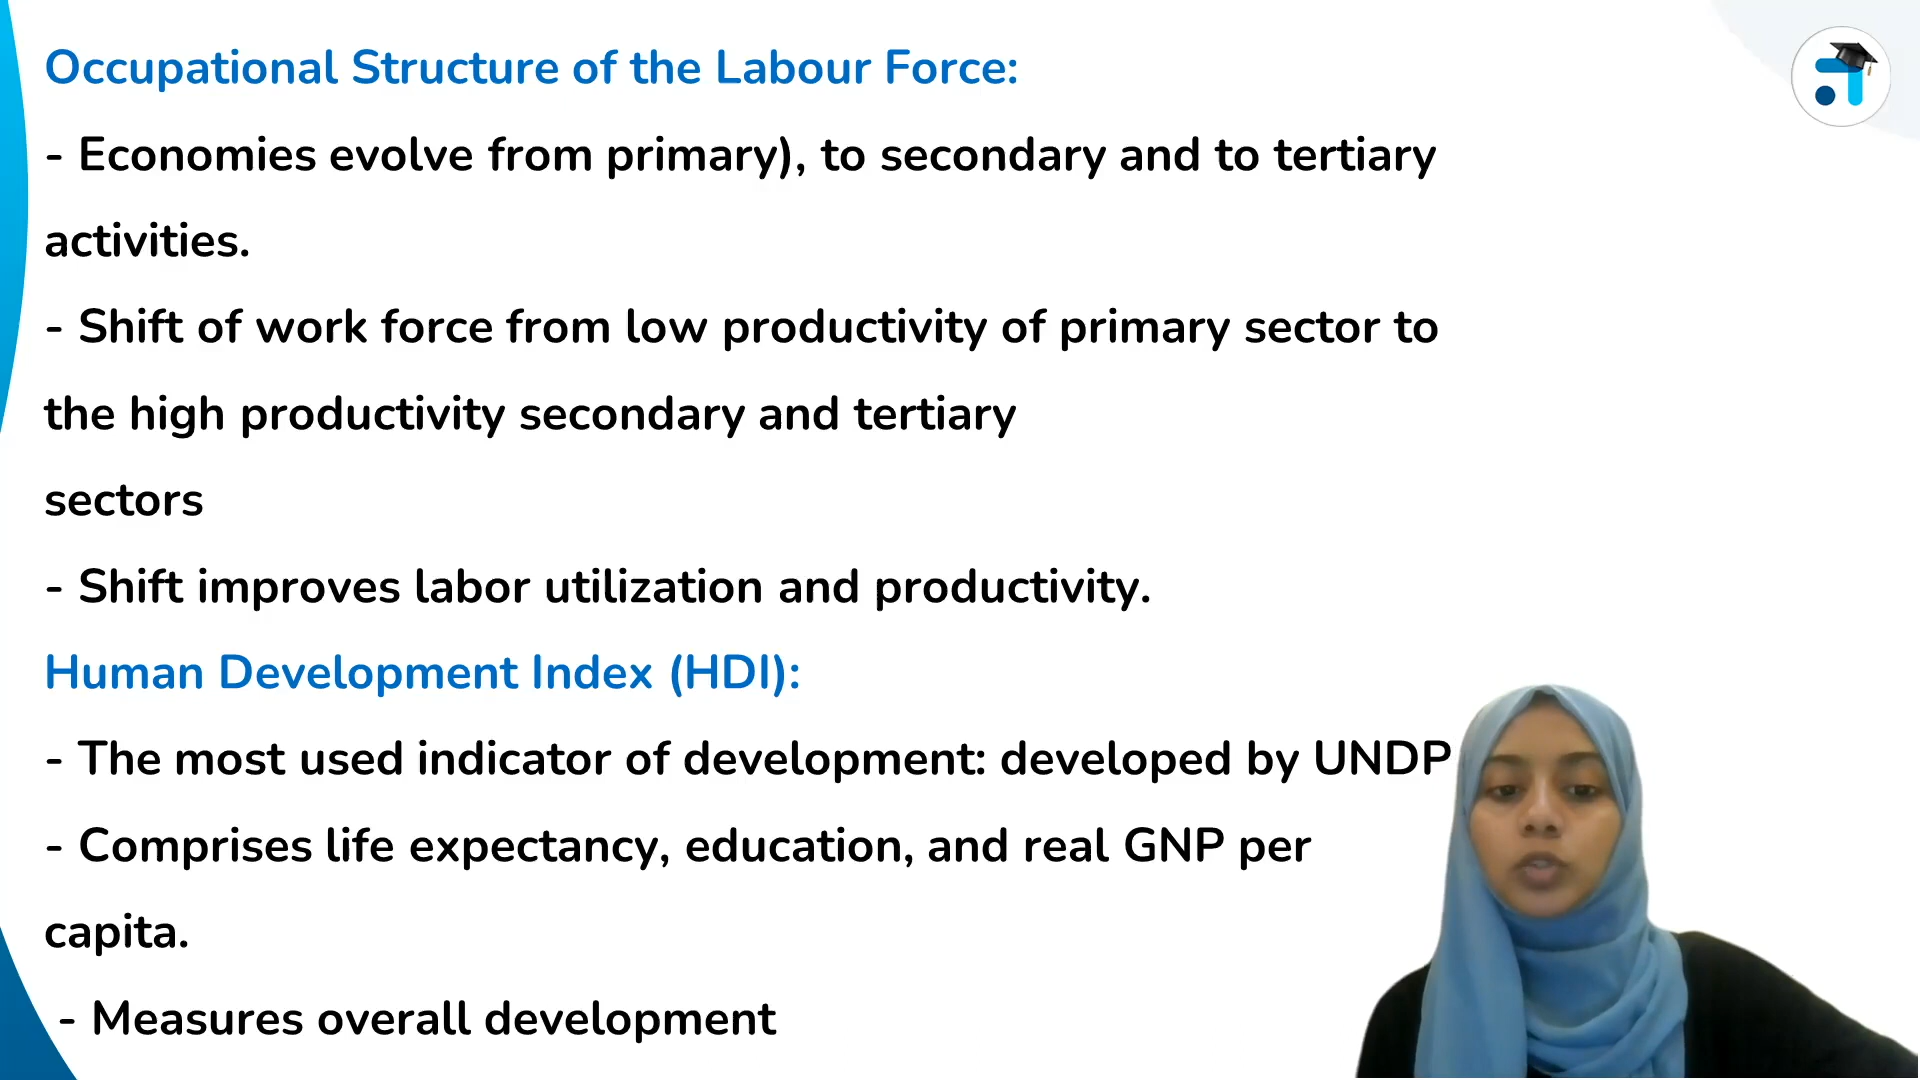 Occupational Structure of the Labour Force:
- Economies evolve from primary), to secondary and to tertiary
activities.
- Shift of work force from low productivity of primary sector to
the high productivity secondary and tertiary
sectors
- Shift improves labor utilization and productivity.
Human Development Index (HDI):
- The most used indicator of development: developed by UNDP
- Comprises life expectancy, education, and real GNP per
capita.
- Measures overall development